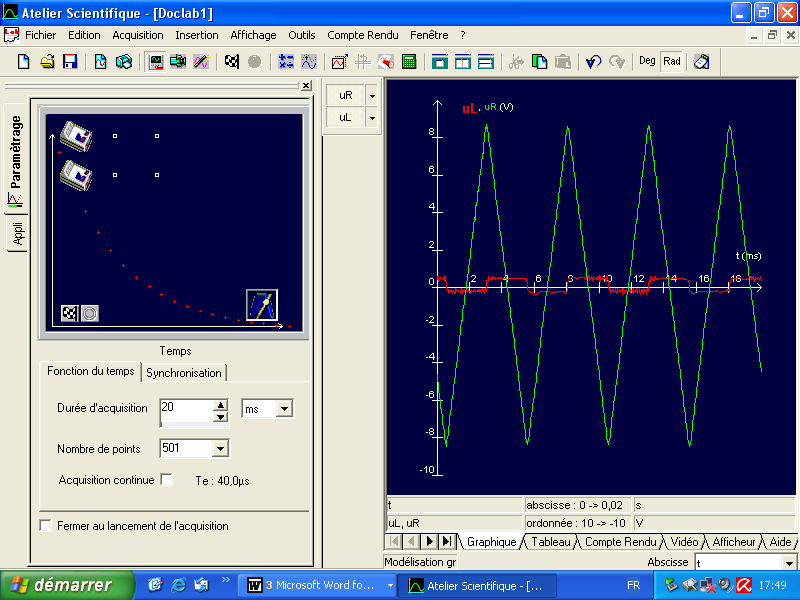 Atelier Scientifique - [Doclab1]
Fichier Edition Acquisition Insertion Affichage Outils Compte Rendu Fenêtre ?
Deg Rad
uR
uL
Paramètrage
Appli
Temps
Fonction du temps Synchronisation
Durée d'acquisition 20 ms
Nombre de points 501
Acquisition continue Te : 40,0µs
Fermer au lancement de l'acquisition
uL, uR (V)
8
6
4
2
t (ms)
0 2 4 6 8 10 12 14 16 18
-2
-4
-6
-8
-10
t abscisse : 0 -> 0,02 s
uL, uR ordonnée : 10 -> -10 V
Graphique Tableau Compte Rendu Vidéo Afficheur Aide
Modélisation gr Abscisse t
démarrer 3 Microsoft Word fo... Atelier Scientifique - [... FR 17:49